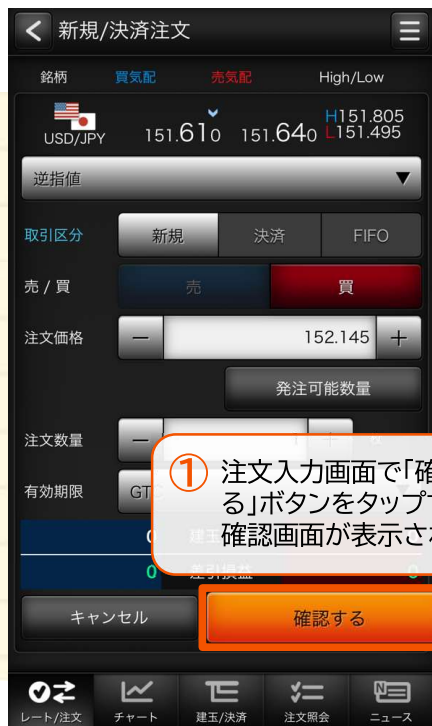 新規/決済注文
銘柄 買気配 売気配 High/Low
USD/JPY 151.610 151.640 H151.805
L151.495
逆指値
取引区分 新規 決済 FIFO
売 / 買 売 買
注文価格 152.145
発注可能数量
注文数量 1
有効期限 GTC
① 注文入力画面で「確
る」ボタンをタップ
確認画面が表示さ
0 0
0 差引損益 0
キャンセル 確認する
レート/注文 チャート 建玉/決済 注文照会 ニュース